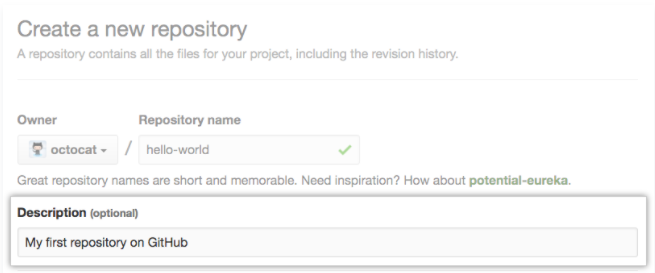 Create a new repository
A repository contains all the files for your project, including the revision history.
Owner Repository name
octocat / hello-world
Great repository names are short and memorable. Need inspiration? How about potential-eureka.
Description (optional)
My first repository on GitHub